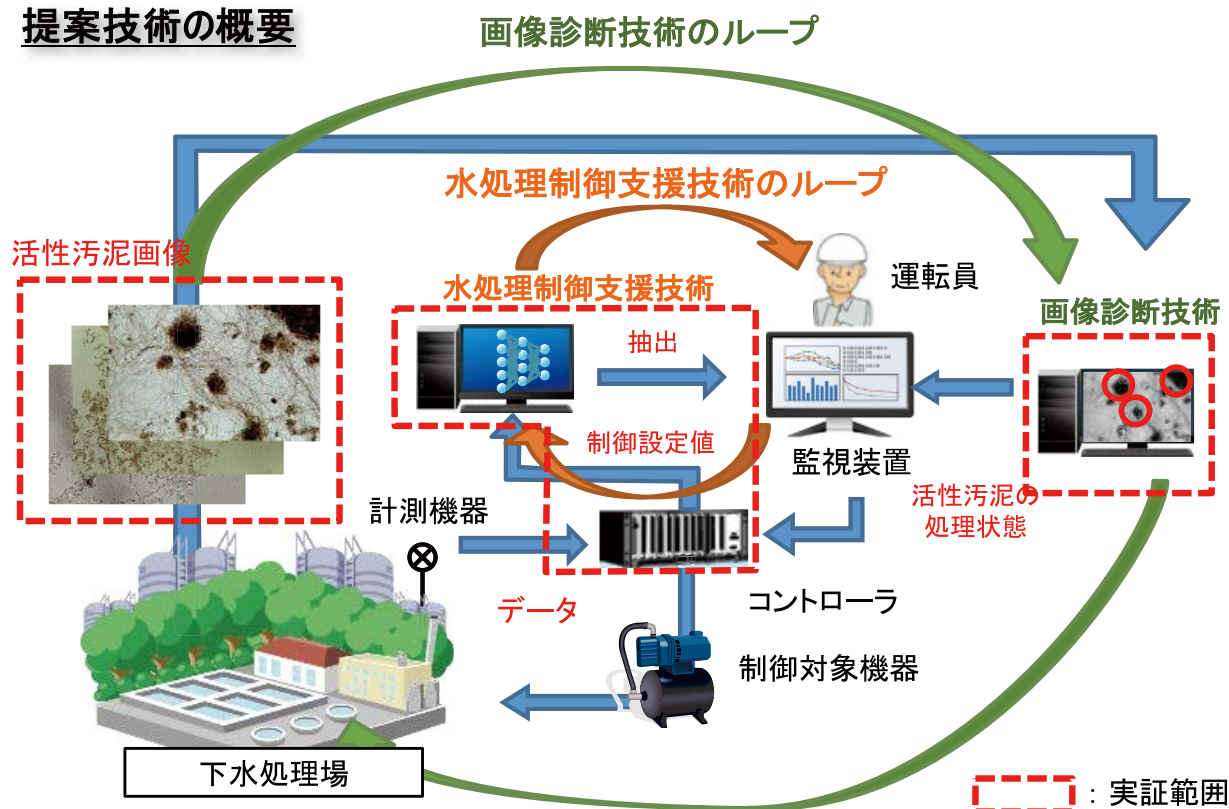 提案技術の概要
画像診断技術のループ
水処理制御支援技術のループ
活性汚泥画像
水処理制御支援技術
運転員
画像診断技術
抽出
制御設定値
監視装置
計測機器
活性汚泥の
処理状態
データ
コントローラ
制御対象機器
下水処理場
：実証範囲